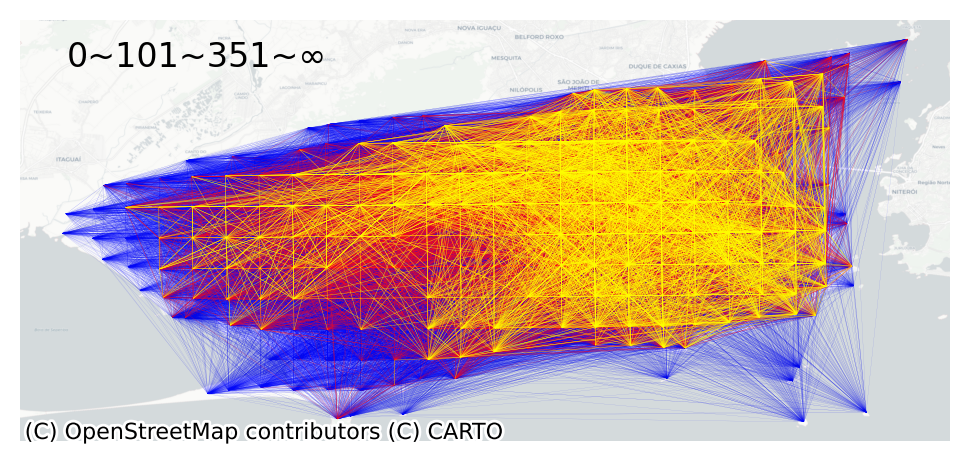 NOVA IGUAÇU
BELFORD ROXO
0~101~351~∞
MESQUITA
DUQUE DE CAXIAS
SÃO JOÃO DE
MERITI
NILÓPOLIS
ITAGUAÍ
NITERÓI
(C) OpenStreetMap contributors (C) CARTO